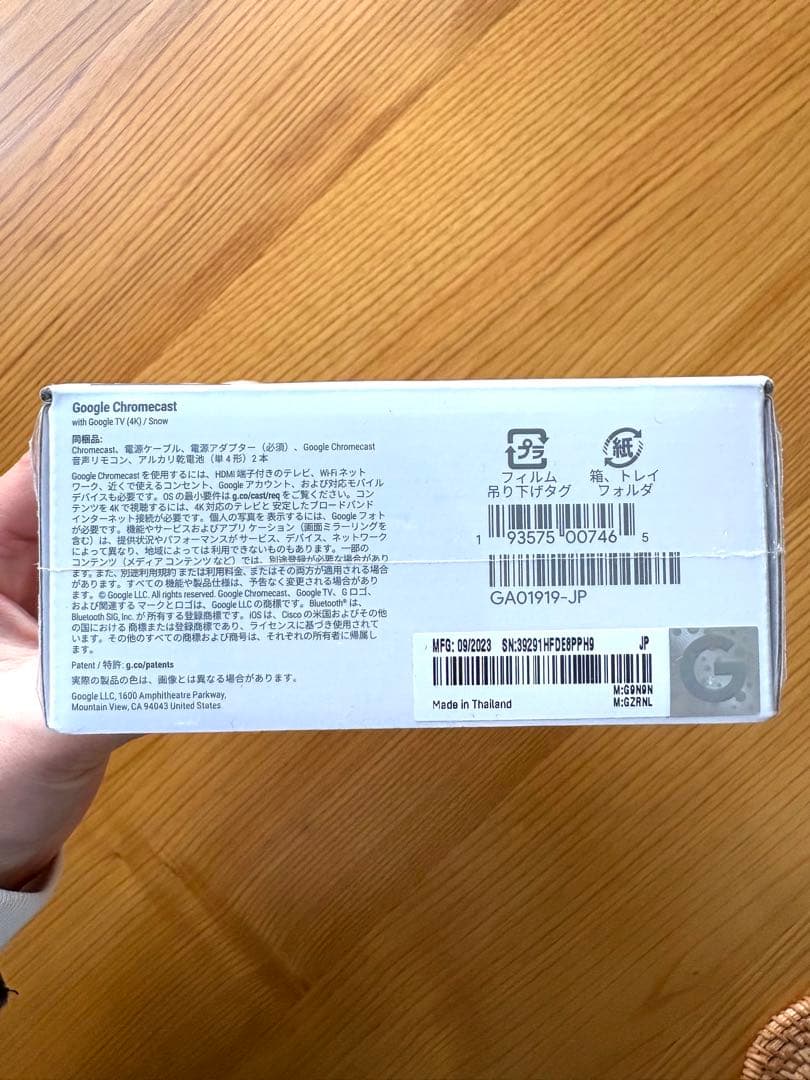 Google Chromecast
with Google TV (4K) / Snow
同梱品:
Chromecast、電源ケーブル、電源アダプター（必須）、Google Chromecast
音声リモコン、アルカリ乾電池（単 4 形）2 本
Google Chromecast を使用するには、HDMI 端子付きのテレビ、Wi-Fi ネット
ワーク、近くで使えるコンセント、Google アカウント、および対応モバイル
デバイスも必要です。OS の最小要件は g.co/cast/req をご覧ください。コン
テンツを 4K で視聴するには、4K 対応のテレビと 安定したブロードバンド
インターネット接続が必要です。個人の写真を 表示するには、Google フォト
が必要です。機能やサービスおよびアプリ ケーション（画面ミラーリングを
含む）は、提供状況やパフォーマンスが サービス、デバイス、ネットワーク
によって異なり、地域によっては利用できないものもあります。一部の
コンテンツ（メディア コンテンツなど）では、別途登録が必要な場合があり
ます。また、別途利用規約 または利用料金、またはその両方が適用される場合
があります。すべての機能や製品仕様は、予告なく変更される場合があり
ます。© Google LLC. All rights reserved. Google Chromecast、Google TV、G ロゴ、
および関連する マークとロゴは、Google LLC の商標です。Bluetooth® は、
Bluetooth SIG, Inc. が 所有する登録商標です。iOS は、Cisco の米国およびその他
の国における 商標または登録商標であり、ライセンスに基づき使用されて
います。その他のすべての商標および商号は、それぞれの所有者に帰属し
ます。
Patent / 特許: g.co/patents
実際の製品の色は、画像とは異なる場合があります。
Google LLC, 1600 Amphitheatre Parkway,
Mountain View, CA 94043 United States
プラ
フィルム
吊り下げタグ
紙
箱、トレイ
フォルダ
1 93575 00746 5
GA01919-JP
MFG: 09/2023 SN:39291HFDE8PPH9 JP
M:G9N9N
Made in Thailand M:GZRNL
G